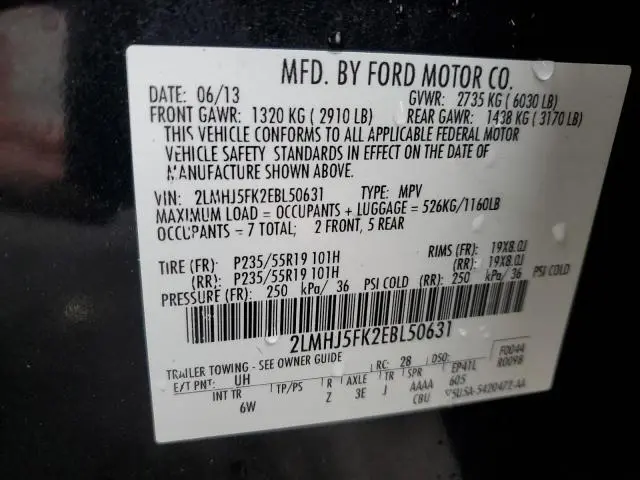 MFD. BY FORD MOTOR CO.
DATE: 06/13 GVWR: 2735 KG ( 6030 LB)
FRONT GAWR: 1320 KG ( 2910 LB) REAR GAWR: 1438 KG ( 3170 LB)
THIS VEHICLE CONFORMS TO ALL APPLICABLE FEDERAL MOTOR
VEHICLE SAFETY STANDARDS IN EFFECT ON THE DATE OF
MANUFACTURE SHOWN ABOVE.
VIN: 2LMHJ5FK2EBL50631 TYPE: MPV
MAXIMUM LOAD = OCCUPANTS + LUGGAGE = 526KG/1160LB
OCCUPANTS = 7 TOTAL; 2 FRONT, 5 REAR
TIRE (FR): P235/55R19 101H RIMS (FR): 19X8.0J
(RR): P235/55R19 101H (RR): 19X8.0J
PRESSURE (FR): 250 kPa/ 36 PSI COLD (RR): 250 kPa/ 36 PSI COLD
2LMHJ5FK2EBL50631
TRAILER TOWING - SEE OWNER GUIDE RC: 28 DSO: F0044
E/T PNT: UH R0098
INT TR TP/PS R AXLE TR SPR EP4TL
6W Z 3E J AAAA 605
CBU